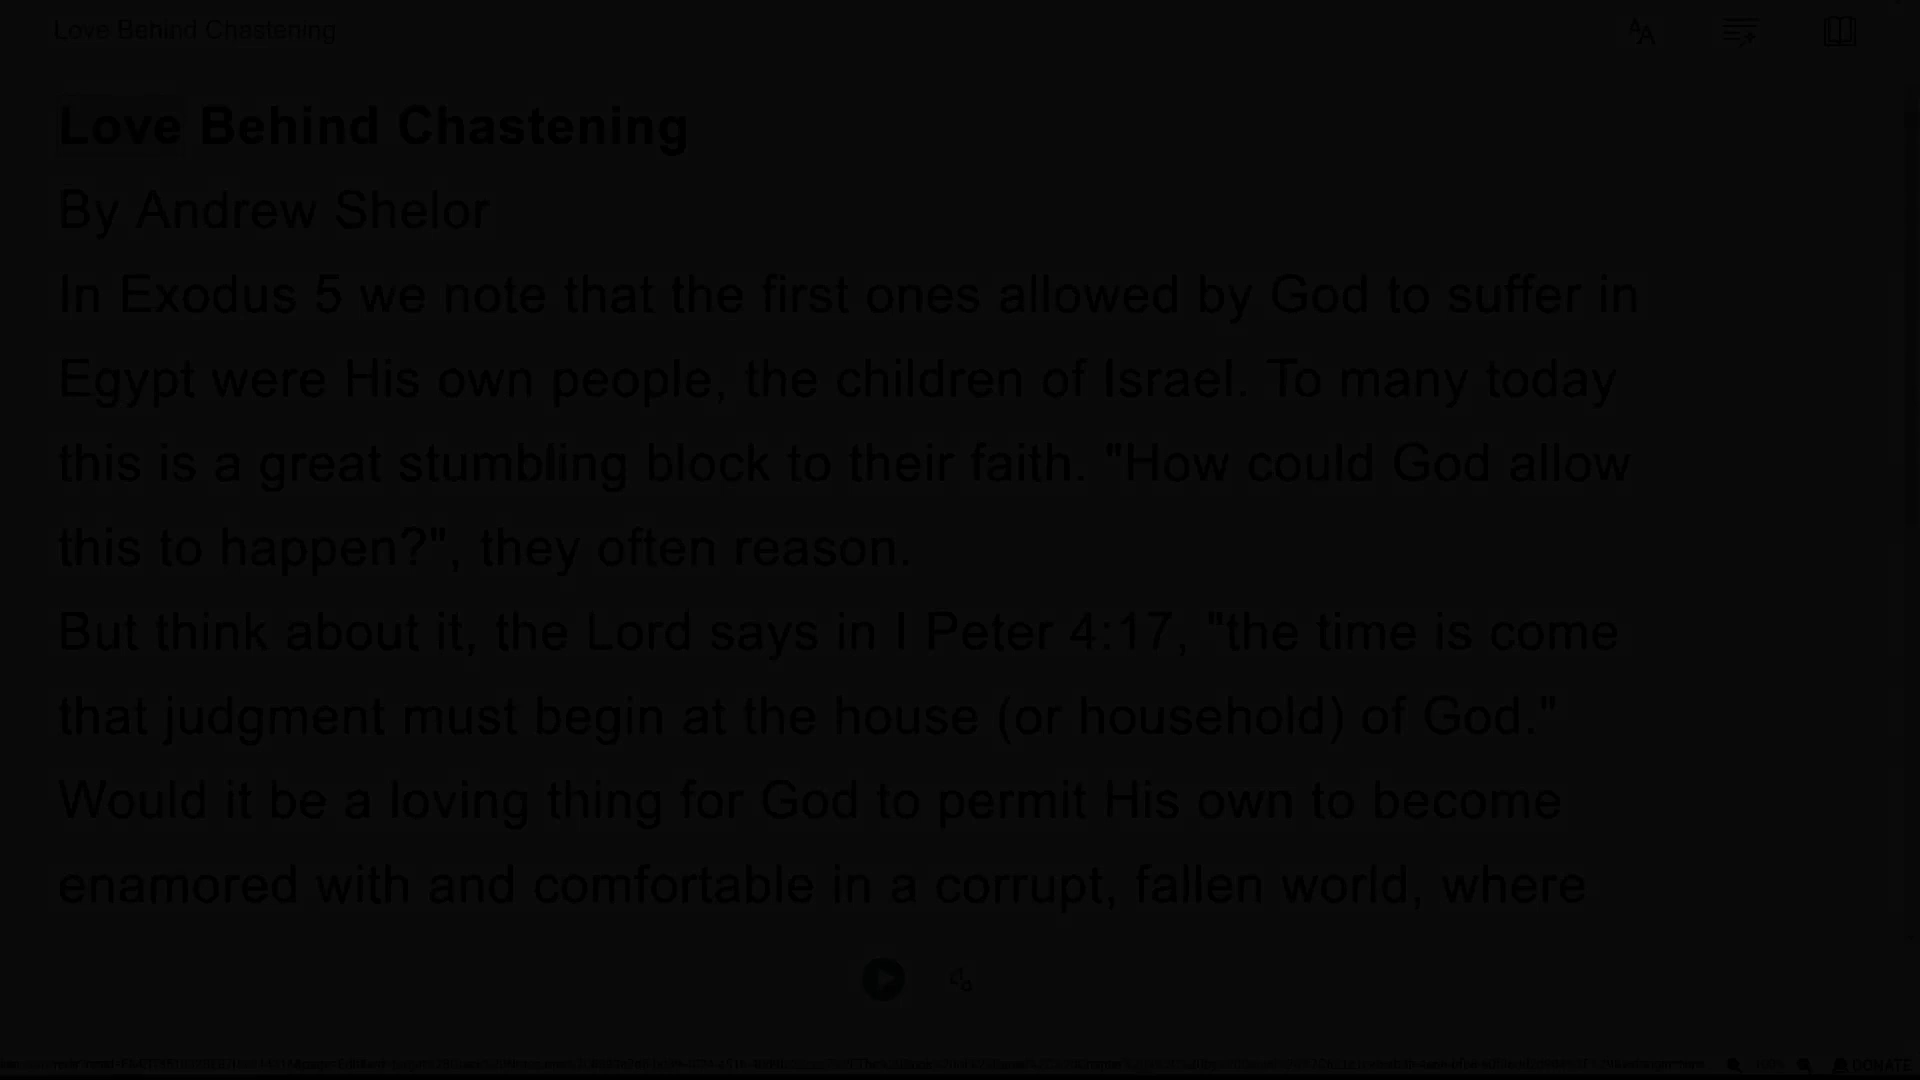 Love Behind Chastening
Love Behind Chastening
By Andrew Shelor
In Exodus 5 we note that the first ones allowed by God to suffer in
Egypt were His own people, the children of Israel. To many today
this is a great stumbling block to their faith. "How could God allow
this to happen?", they often reason.
But think about it, the Lord says in I Peter 4:17, "the time is come
that judgment must begin at the house (or household) of God."
Would it be a loving thing for God to permit His own to become
enamored with and comfortable in a corrupt, fallen world, where
DONATE